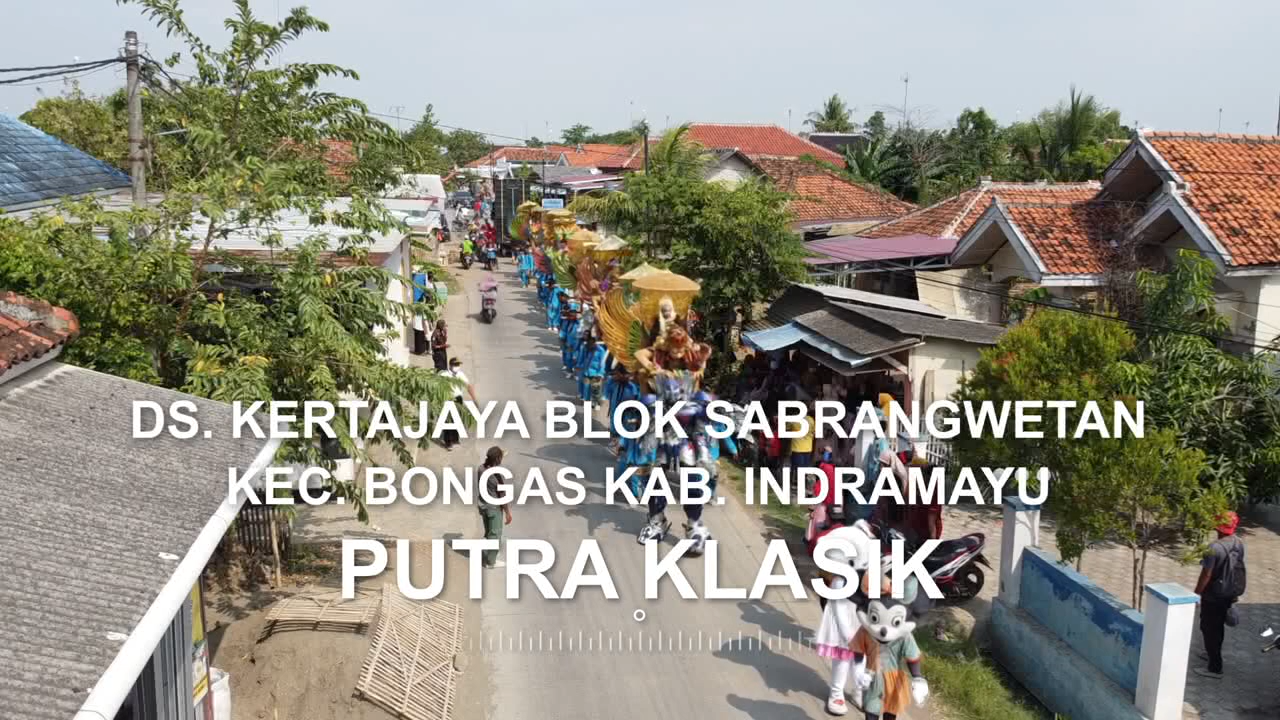 DS. KERTAJAYA BLOK SABRANGWETAN
KEC. BONGAS KAB. INDRAMAYU
PUTRA KLASIK